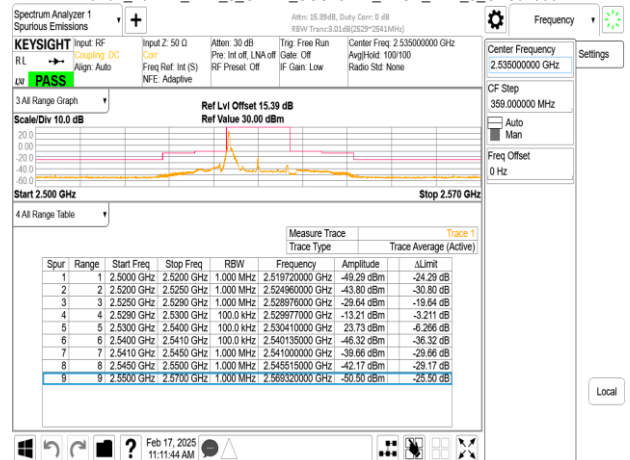 Spectrum Analyzer 1
Spurious Emissions
Attn: 15.39dB, Duty Corr: 0 dB
RBW Trans:3.01dB(2529~2541MHz)
Frequency
KEYSIGHT
RL
PASS
Input: RF
Coupling: DC
Align: Auto
Input Z: 50 Ω
Corr
Freq Ref: Int (S)
NFE: Adaptive
Atten: 30 dB
Pre: Int off, LNA off
RF Preset: Off
Trig: Free Run
Gate: Off
IF Gain: Low
Center Freq: 2.535000000 GHz
Avg|Hold: 100/100
Radio Std: None
Center Frequency
2.535000000 GHz
Settings
CF Step
359.000000 MHz
Auto
Man
Freq Offset
0 Hz
Local
3 All Range Graph
Scale/Div 10.0 dB
Ref Lvl Offset 15.39 dB
Ref Value 30.00 dBm
20.0
0.00
-20.0
-40.0
-60.0
Start 2.500 GHz
Stop 2.570 GHz
4 All Range Table
Measure Trace Trace 1
Trace Type Trace Average (Active)
Spur Range Start Freq Stop Freq RBW Frequency Amplitude ΔLimit
1 1 2.5000 GHz 2.5200 GHz 1.000 MHz 2.519720000 GHz -49.29 dBm -24.29 dB
2 2 2.5200 GHz 2.5250 GHz 1.000 MHz 2.524960000 GHz -43.80 dBm -30.80 dB
3 3 2.5250 GHz 2.5290 GHz 1.000 MHz 2.528976000 GHz -29.64 dBm -19.64 dB
4 4 2.5290 GHz 2.5300 GHz 100.0 kHz 2.529977000 GHz -13.21 dBm -3.211 dB
5 5 2.5300 GHz 2.5400 GHz 100.0 kHz 2.530410000 GHz 23.73 dBm -6.266 dB
6 6 2.5400 GHz 2.5410 GHz 100.0 kHz 2.540135000 GHz -46.32 dBm -36.32 dB
7 7 2.5410 GHz 2.5450 GHz 1.000 MHz 2.541000000 GHz -39.66 dBm -29.66 dB
8 8 2.5450 GHz 2.5500 GHz 1.000 MHz 2.545515000 GHz -42.17 dBm -29.17 dB
9 9 2.5500 GHz 2.5700 GHz 1.000 MHz 2.569320000 GHz -50.50 dBm -25.50 dB
Feb 17, 2025
11:11:44 AM